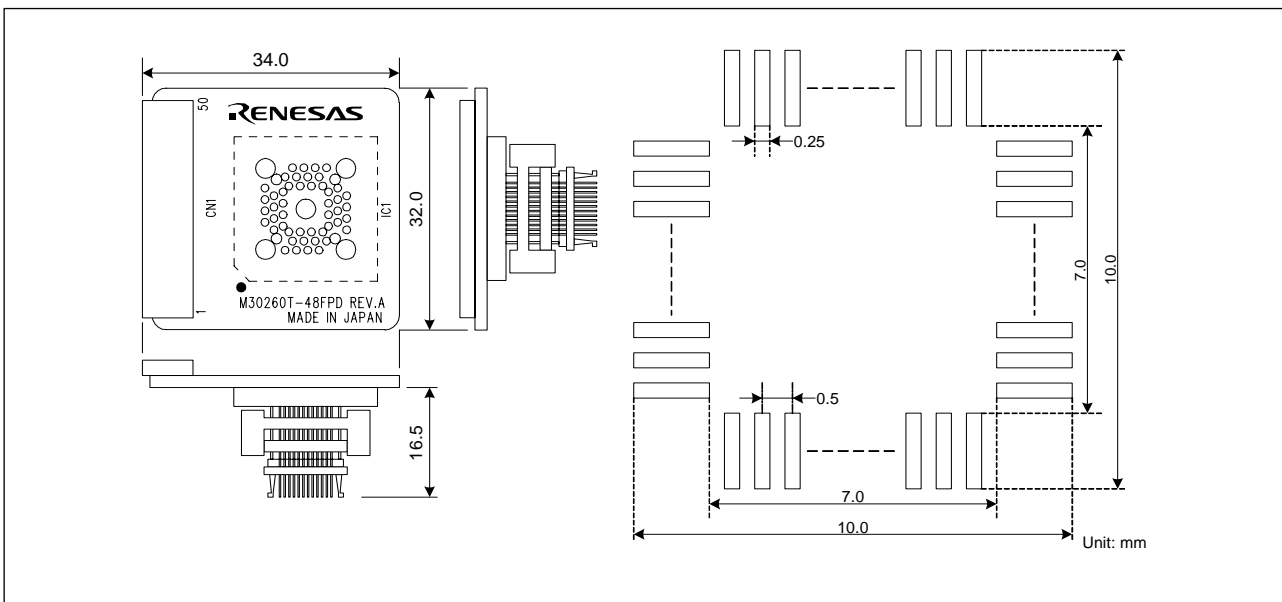 34.0
50
RENESAS
CN1
IC1
32.0
M30260T-48FPD REV.A
MADE IN JAPAN
1
16.5
0.25
7.0
10.0
0.5
7.0
10.0
Unit: mm